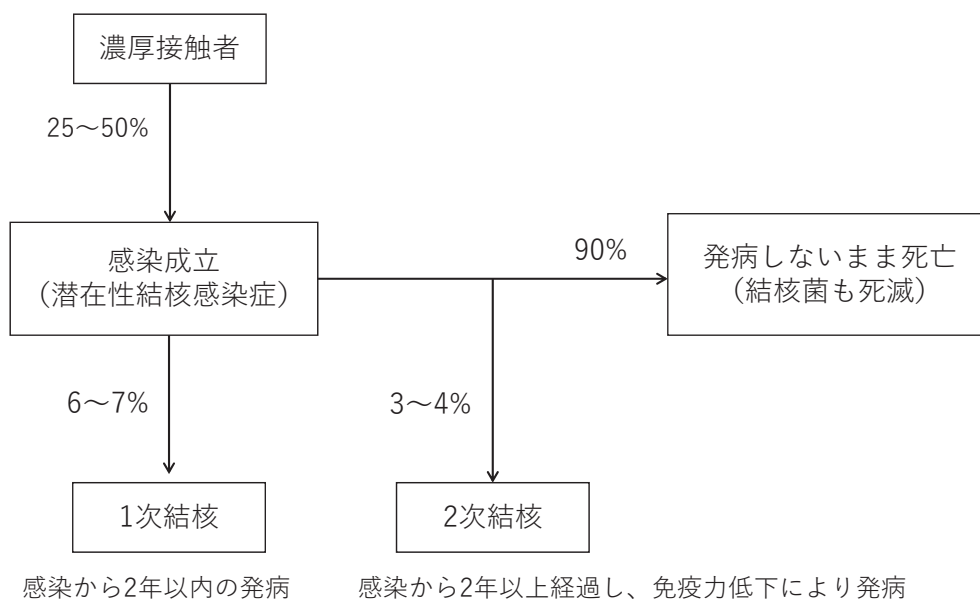 濃厚接触者
25～50%
感染成立
（潜在性結核感染症）
90%
発病しないまま死亡
（結核菌も死滅）
6～7%
3～4%
1次結核
2次結核
感染から2年以内の発病
感染から2年以上経過し、免疫力低下により発病